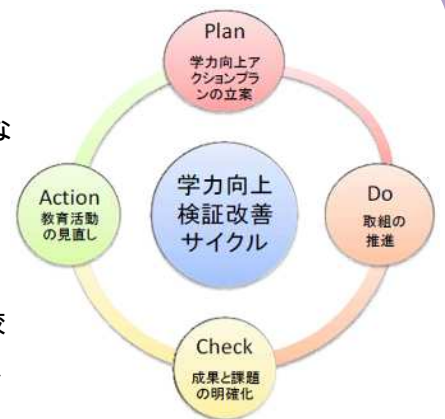 Plan
学力向上ア
クションプラ
ンの立案
な
Action
教育活動
の見直し
学力向上
検証改善
サイクル
Do
取組の
推進
Check
成果と課題
の明確化